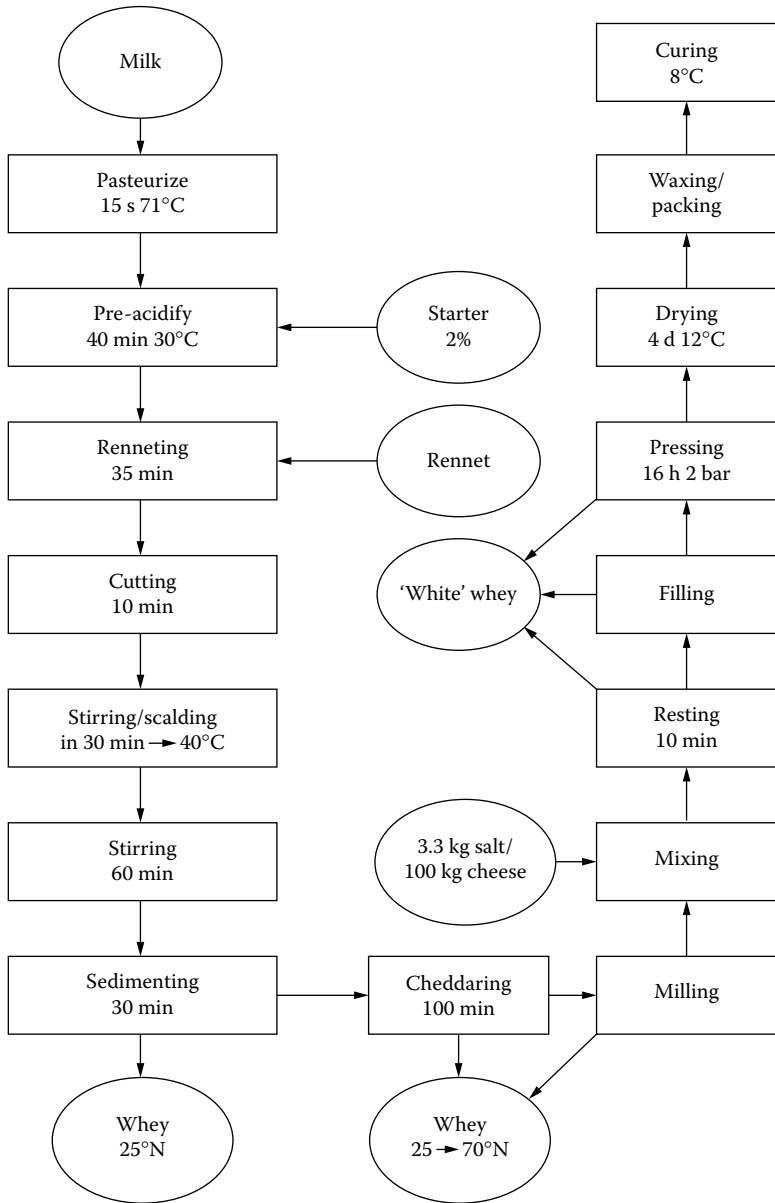 Milk
Pasteurize
15 s 71°C
Pre-acidify
40 min 30°C
Starter
2%
Renneting
35 min
Rennet
Cutting
10 min
Stirring/scalding
in 30 min → 40°C
Stirring
60 min
Sedimenting
30 min
Whey
25°N
Cheddaring
100 min
Whey
25 → 70°N
Milling
3.3 kg salt/
100 kg cheese
Mixing
Resting
10 min
‘White’ whey
Filling
Pressing
16 h 2 bar
Drying
4 d 12°C
Waxing/
packing
Curing
8°C